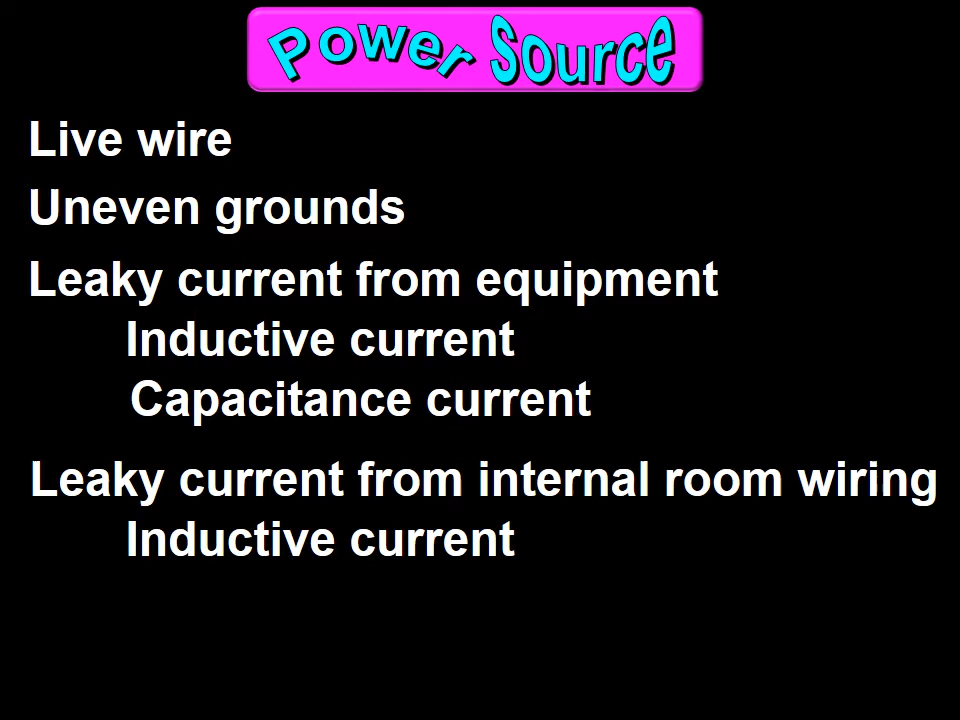 Power Source
Live wire
Uneven grounds
Leaky current from equipment
Inductive current
Capacitance current
Leaky current from internal room wiring
Inductive current